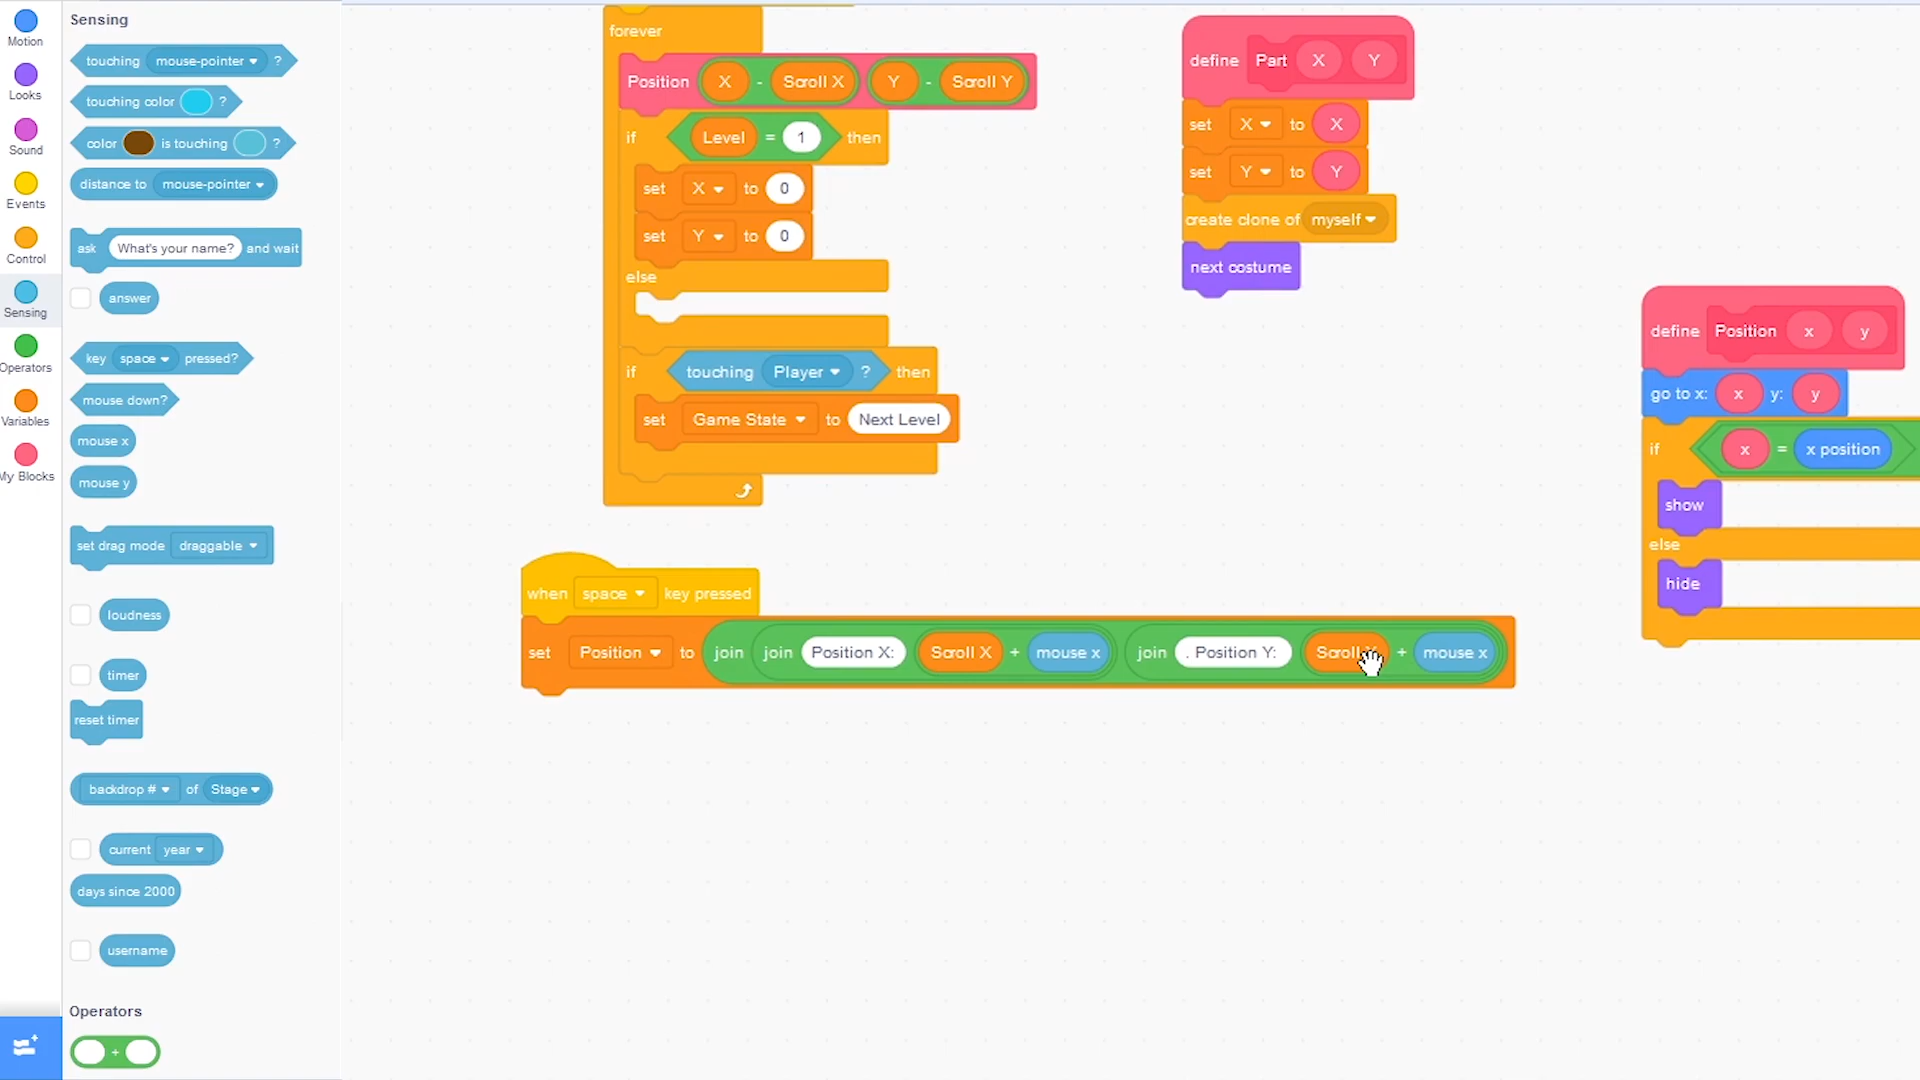 Sensing
Motion
Looks
Sound
Events
Control
Sensing
Operators
Variables
My Blocks
touching mouse-pointer ?
touching color ?
color is touching ?
distance to mouse-pointer
ask What's your name? and wait
answer
key space pressed?
mouse down?
mouse x
mouse y
set drag mode draggable
loudness
timer
reset timer
backdrop # of Stage
current year
days since 2000
username
Operators
+
forever
Position X - Scroll X Y - Scroll Y
if Level = 1 then
set X to 0
set Y to 0
else
if touching Player ? then
set Game State to Next Level
when space key pressed
set Position to join join Position X: Scroll X + mouse x join . Position Y: + mouse x
define Part X Y
set X to X
set Y to Y
create clone of myself
next costume
define Position x y
go to x: x y: y
if x = x position
show
else
hide